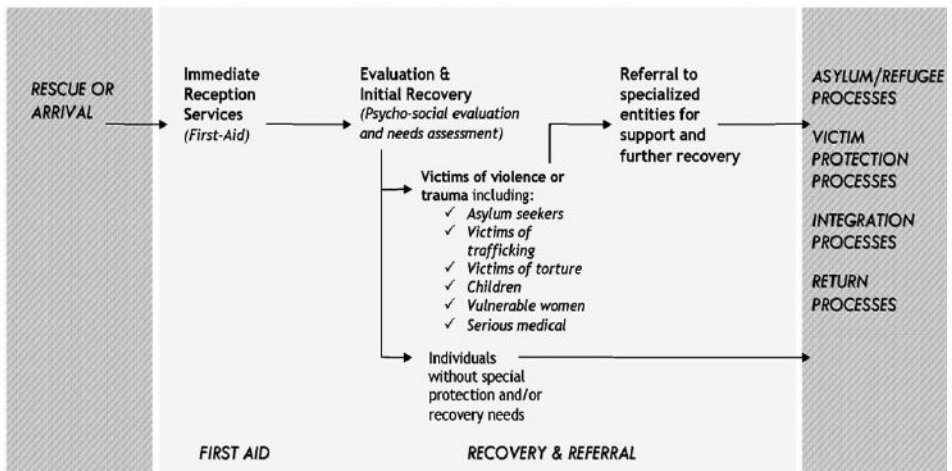 RESCUE OR
ARRIVAL
Immediate
Reception
Services
(First-Aid)
Evaluation &
Initial Recovery
(Psycho-social evaluation
and needs assessment)
Referral to
specialized
entities for
support and
further recovery
Victims of violence or
trauma including:
✓ Asylum seekers
✓ Victims of
trafficking
✓ Victims of torture
✓ Children
✓ Vulnerable women
✓ Serious medical
Individuals
without special
protection and/or
recovery needs
ASYLUM/REFUGEE
PROCESSES
VICTIM
PROTECTION
PROCESSES
INTEGRATION
PROCESSES
RETURN
PROCESSES
FIRST AID
RECOVERY & REFERRAL